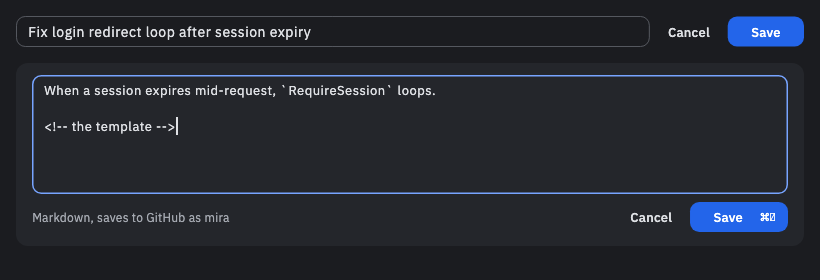 Fix login redirect loop after session expiry
Cancel
Save
When a session expires mid-request, `RequireSession` loops.
<!-- the template -->
Markdown, saves to GitHub as mira
Cancel
Save ⌘